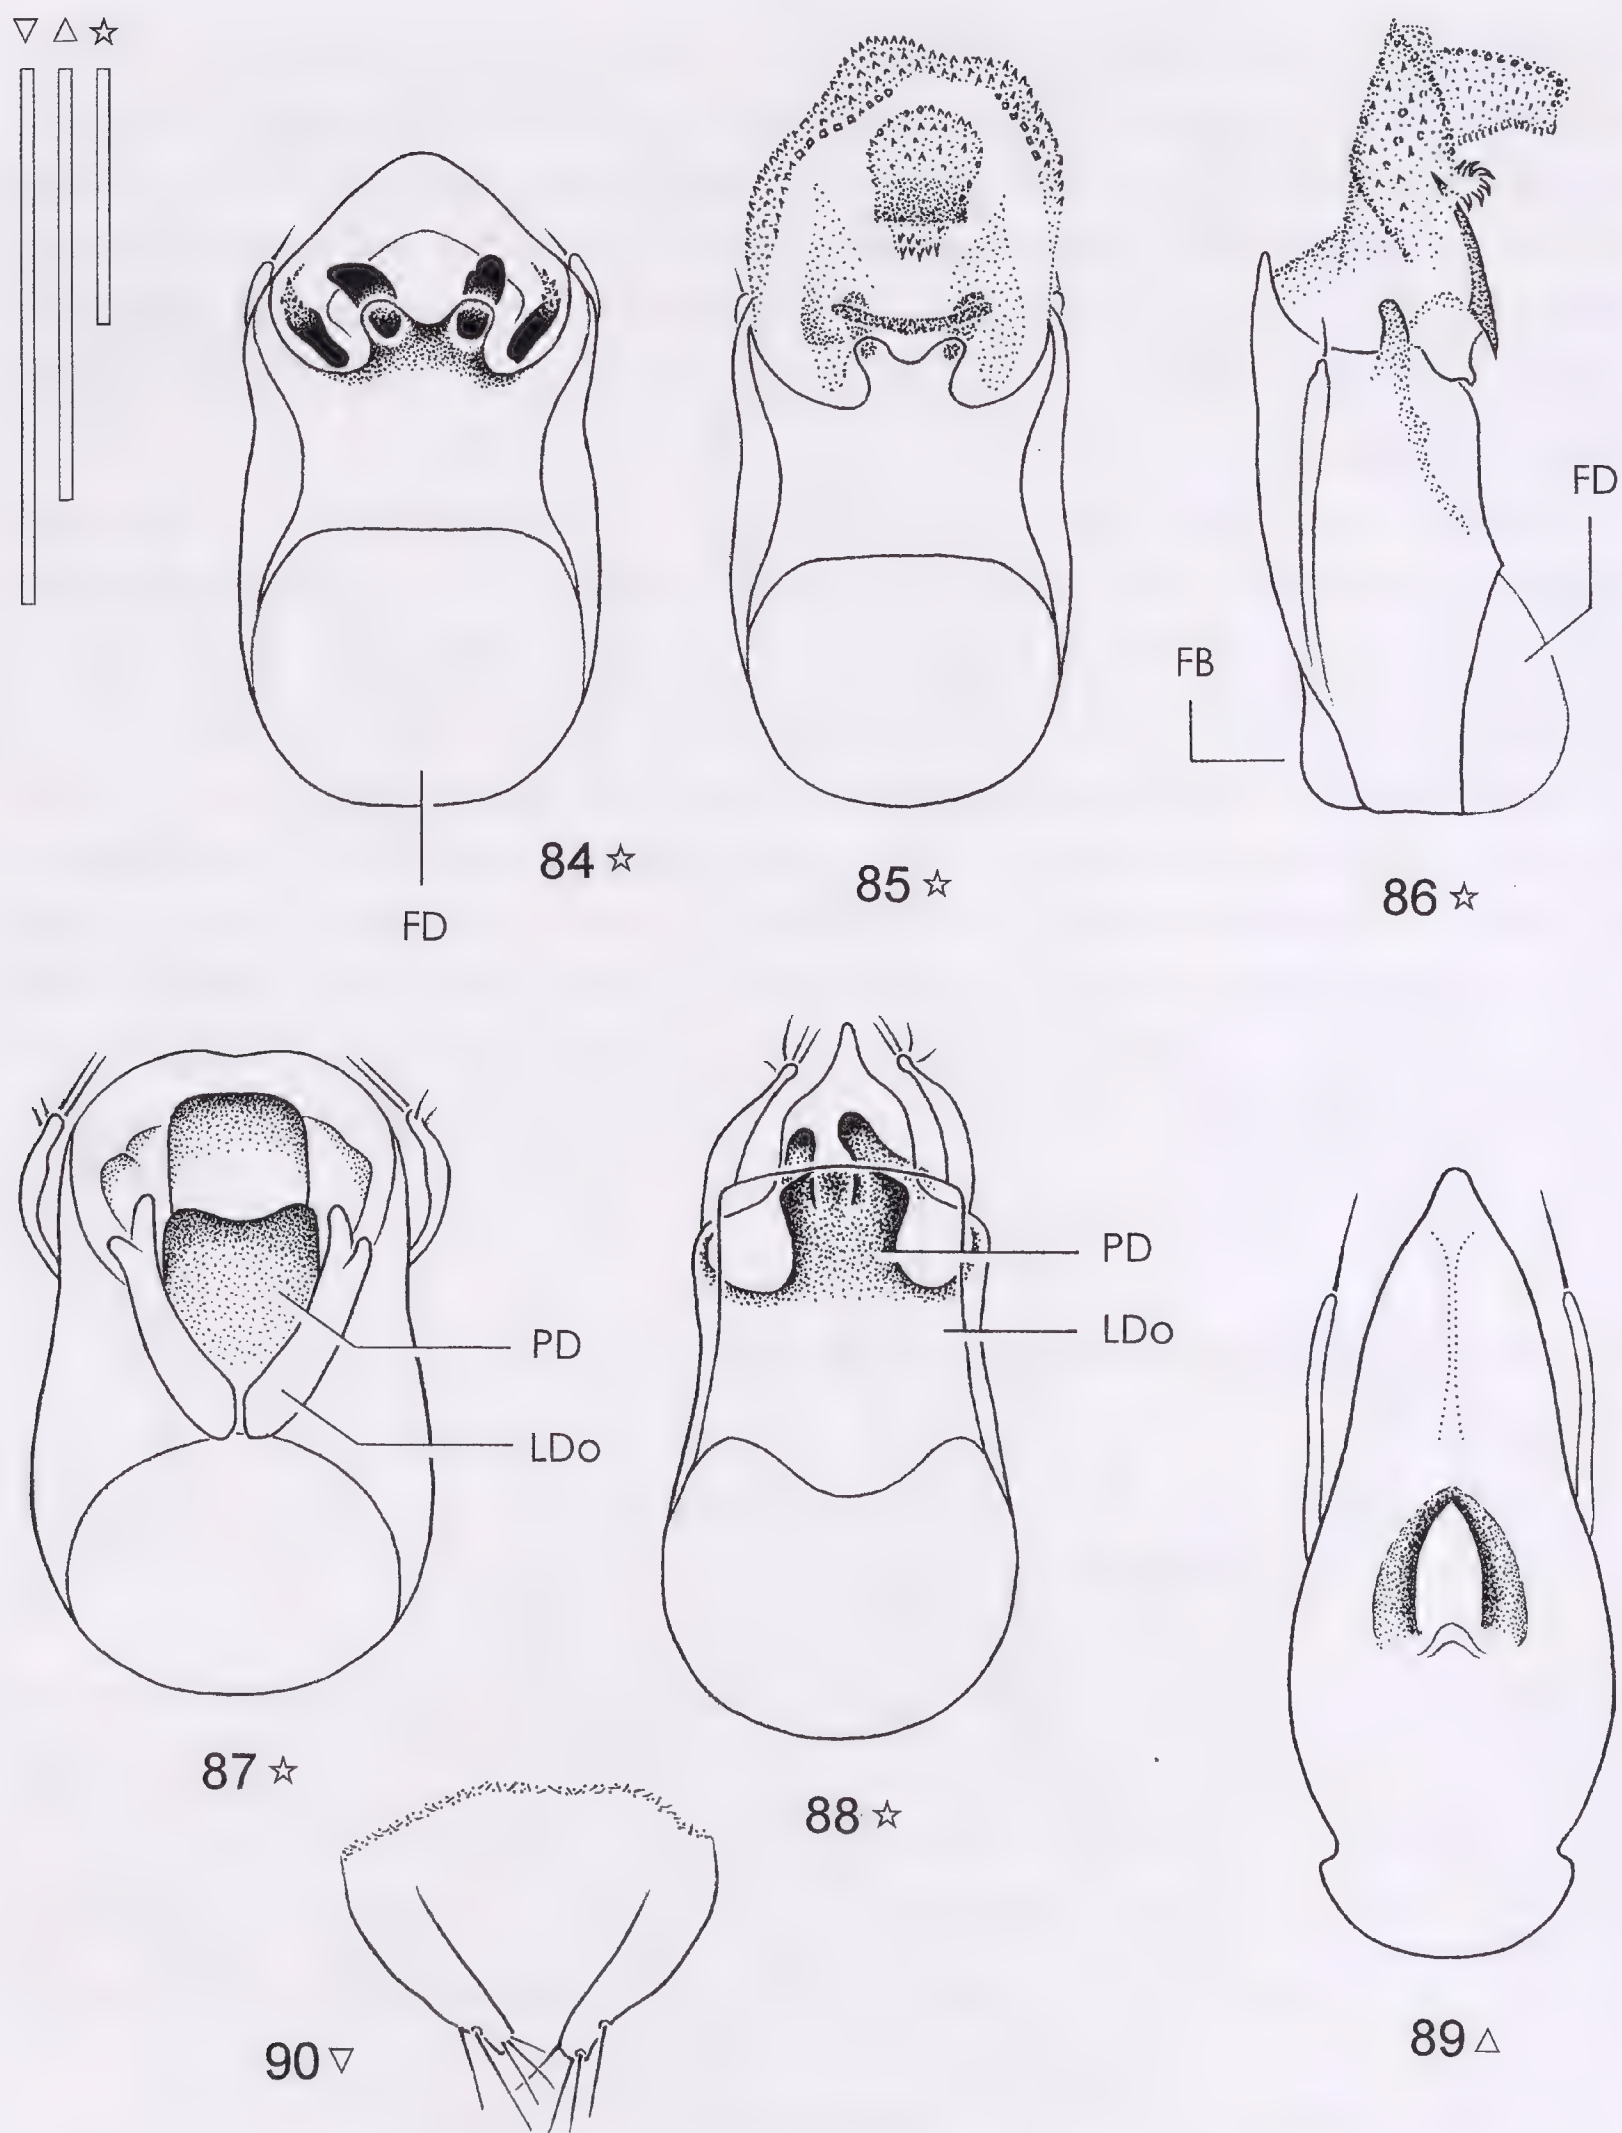 ▽ △ ☆
FD
FB
84 ☆
85 ☆
86 ☆
FD
PD
LDo
PD
LDo
87 ☆
88 ☆
89 △
90 ▽